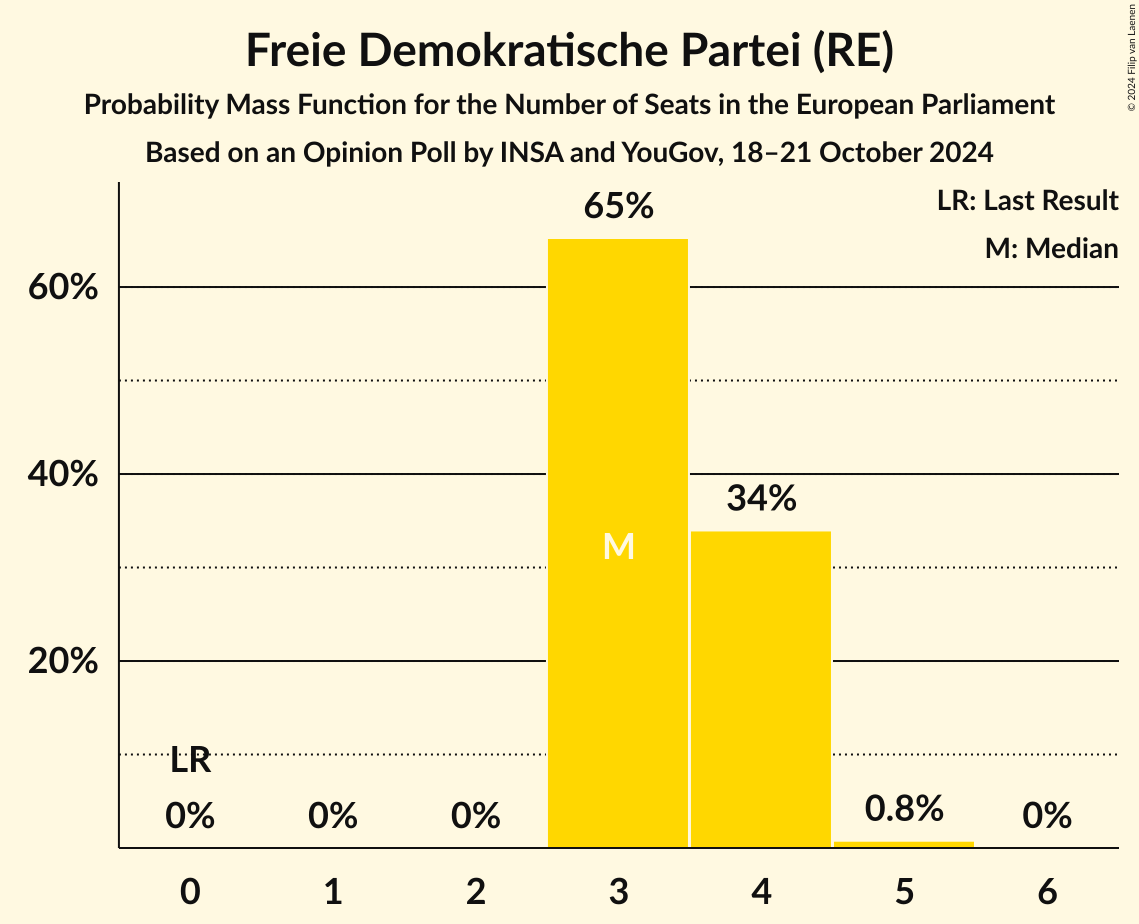 Freie Demokratische Partei (RE)
Probability Mass Function for the Number of Seats in the European Parliament
Based on an Opinion Poll by INSA and YouGov, 18–21 October 2024
© 2024 Filip van Laenen
LR: Last Result
M: Median
65%
60%
40%
34%
M
20%
LR
0%
0%
0%
0.8%
0%
0
1
2
3
4
5
6